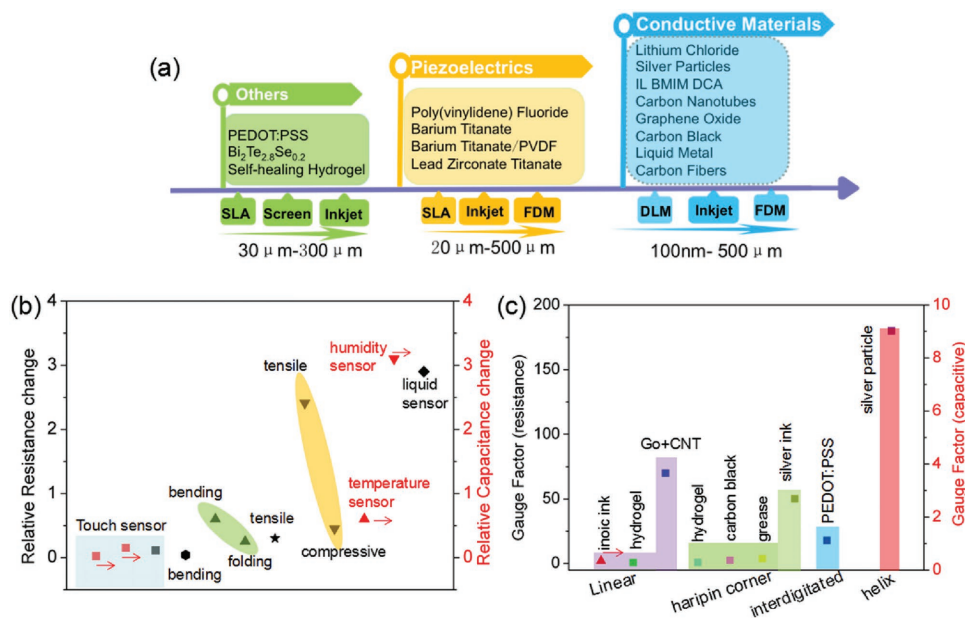 (a)
Others
PEDOT:PSS
Bi2Te2.8Se0.2
Self-healing Hydrogel
SLA
Screen
Inkjet
30 μm-300 μm
Piezoelectrics
Poly(vinylidene) Fluoride
Barium Titanate
Barium Titanate/PVDF
Lead Zirconate Titanate
SLA
Inkjet
FDM
20 μm-500 μm
Conductive Materials
Lithium Chloride
Silver Particles
IL BMIM DCA
Carbon Nanotubes
Graphene Oxide
Carbon Black
Liquid Metal
Carbon Fibers
DLM
Inkjet
FDM
100nm- 500 μm
(b)
Relative Resistance change
4
3
2
1
0
Relative Capacitance change
4
3
2
1
0
Touch sensor
bending
bending
folding
tensile
tensile
compressive
humidity
sensor
temperature
sensor
liquid
sensor
(c)
Gauge Factor (resistance)
200
150
100
50
0
Gauge Factor (capacitive)
10
8
6
4
2
0
inoic ink
hydrogel
Go+CNT
hydrogel
carbon black
grease
silver ink
PEDOT:PSS
silver particle
Linear
haripin corner
interdigitated
helix